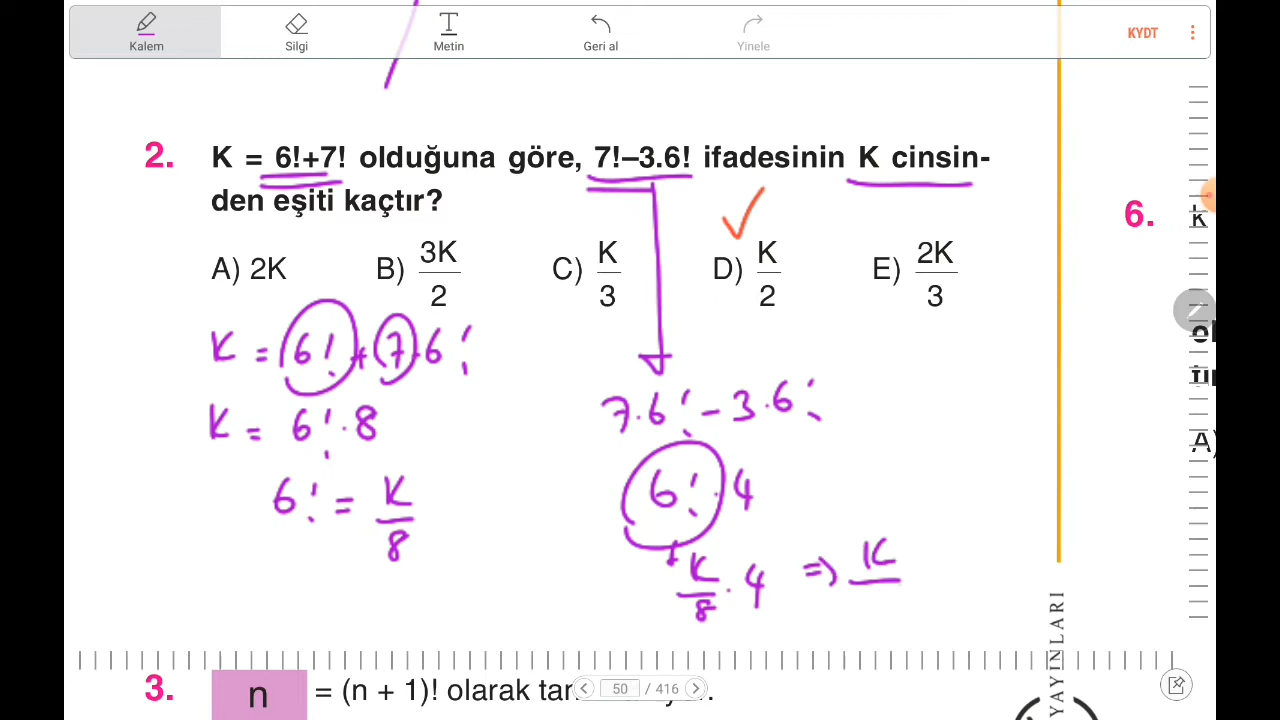 Kalem
Silgi
Metin
Geri al
Yinele
KYDT
2. K = 6!+7! olduğuna göre, 7!–3.6! ifadesinin K cinsin-
den eşiti kaçtır?
A) 2K B) 3K/2 C) K/3 D) K/2 E) 2K/3
K = 6! + 7.6!
K = 6!.8
6! = K/8
7.6! - 3.6!
6!.4
K/8 . 4 => K
6.
k
A)
YAYINLARI
3. n = (n + 1)! olarak
50 / 416